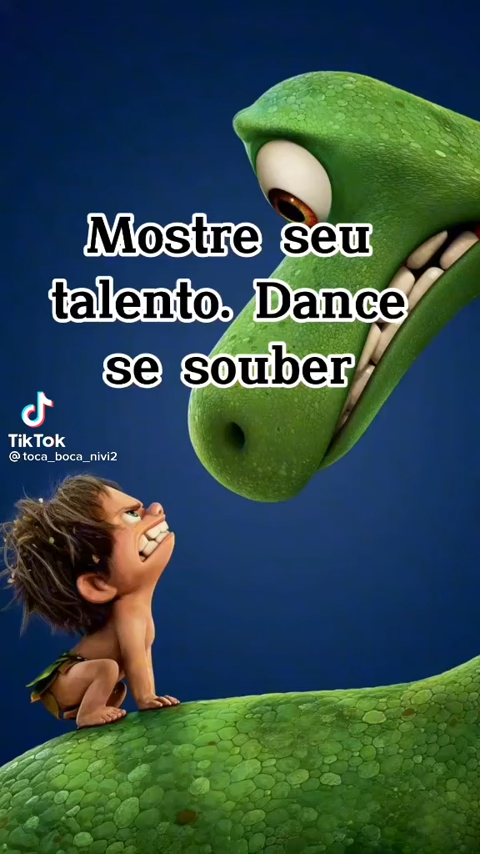 Mostre seu
talento. Dance
se souber
TikTok
@toca_boca_nivi2